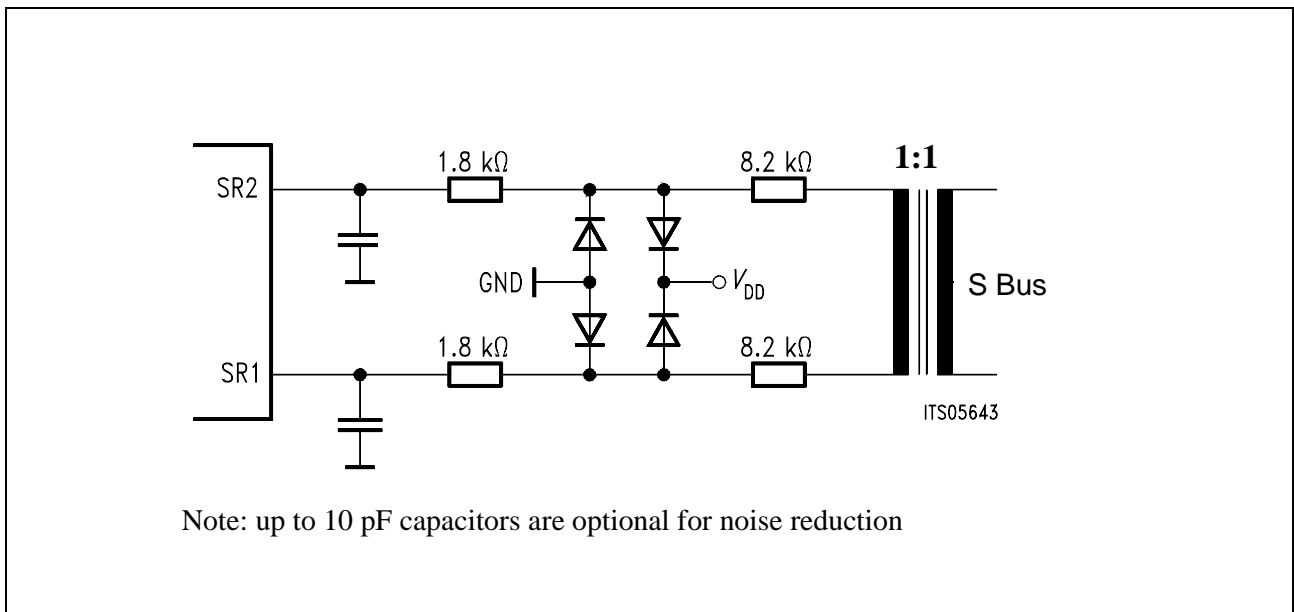 1.8 kΩ 8.2 kΩ 1:1
SR2
GND V_DD S Bus
1.8 kΩ 8.2 kΩ
SR1
ITS05643
Note: up to 10 pF capacitors are optional for noise reduction